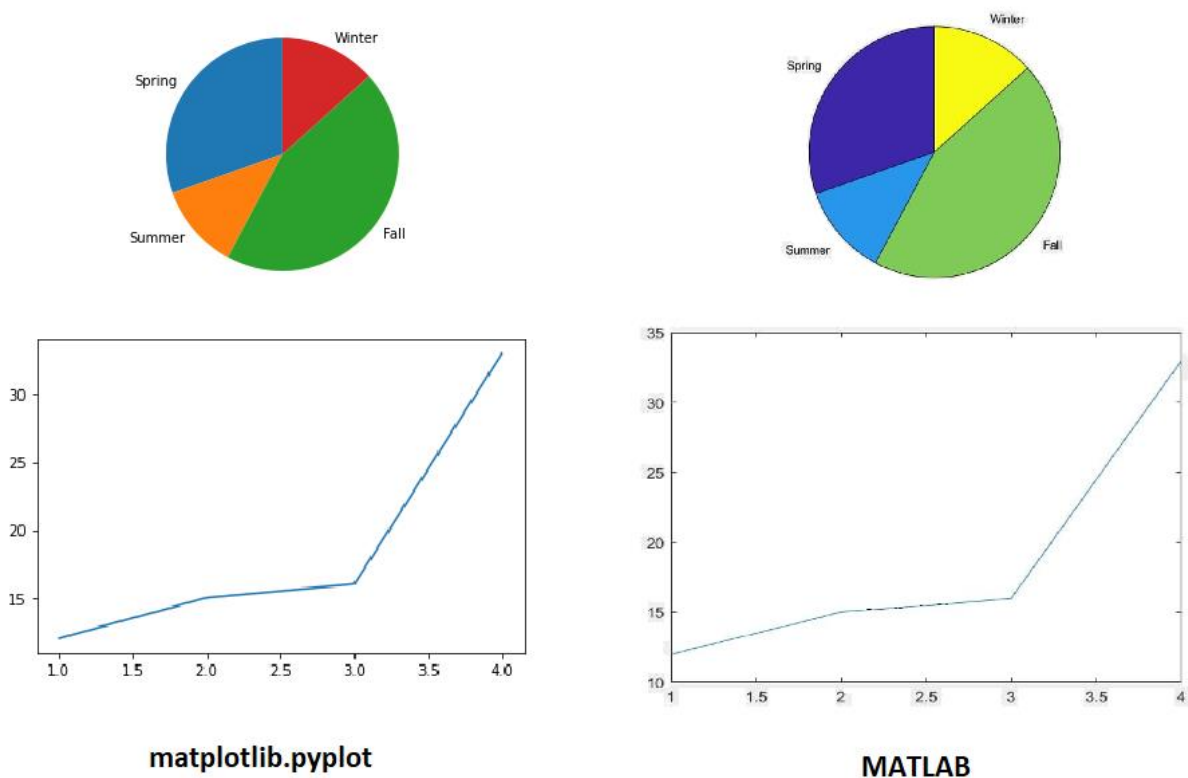 Winter
Spring
Summer
Fall
Winter
Spring
Summer
Fall
30
25
20
15
1.0 1.5 2.0 2.5 3.0 3.5 4.0
35
30
25
20
15
10
1 1.5 2 2.5 3 3.5 4
matplotlib.pyplot
MATLAB